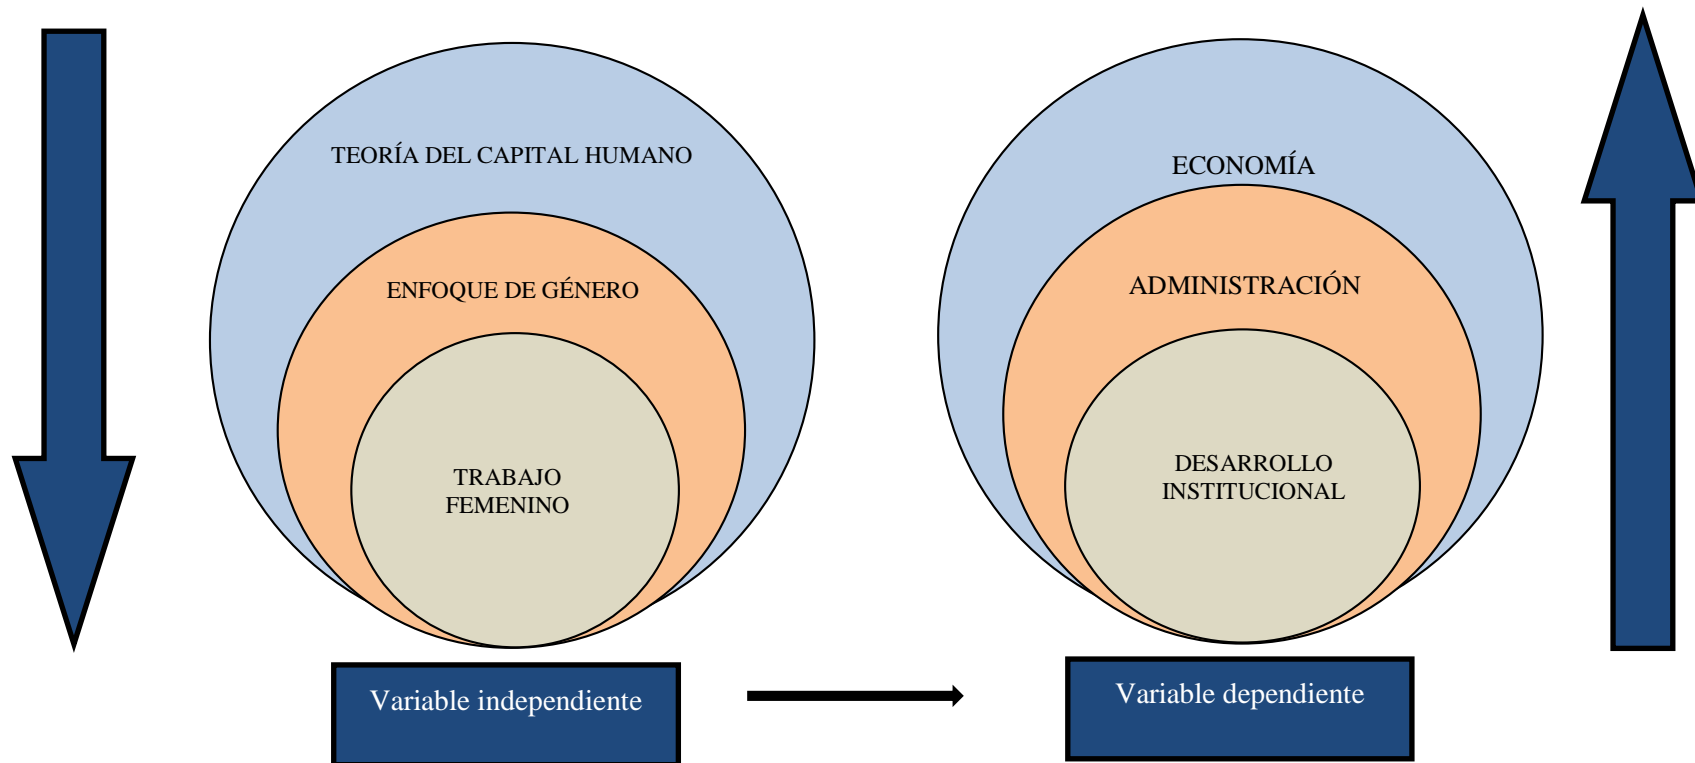 TEORÍA DEL CAPITAL HUMANO
ENFOQUE DE GÉNERO
TRABAJO
FEMENINO
Variable independiente
ECONOMÍA
ADMINISTRACIÓN
DESARROLLO
INSTITUCIONAL
Variable dependiente